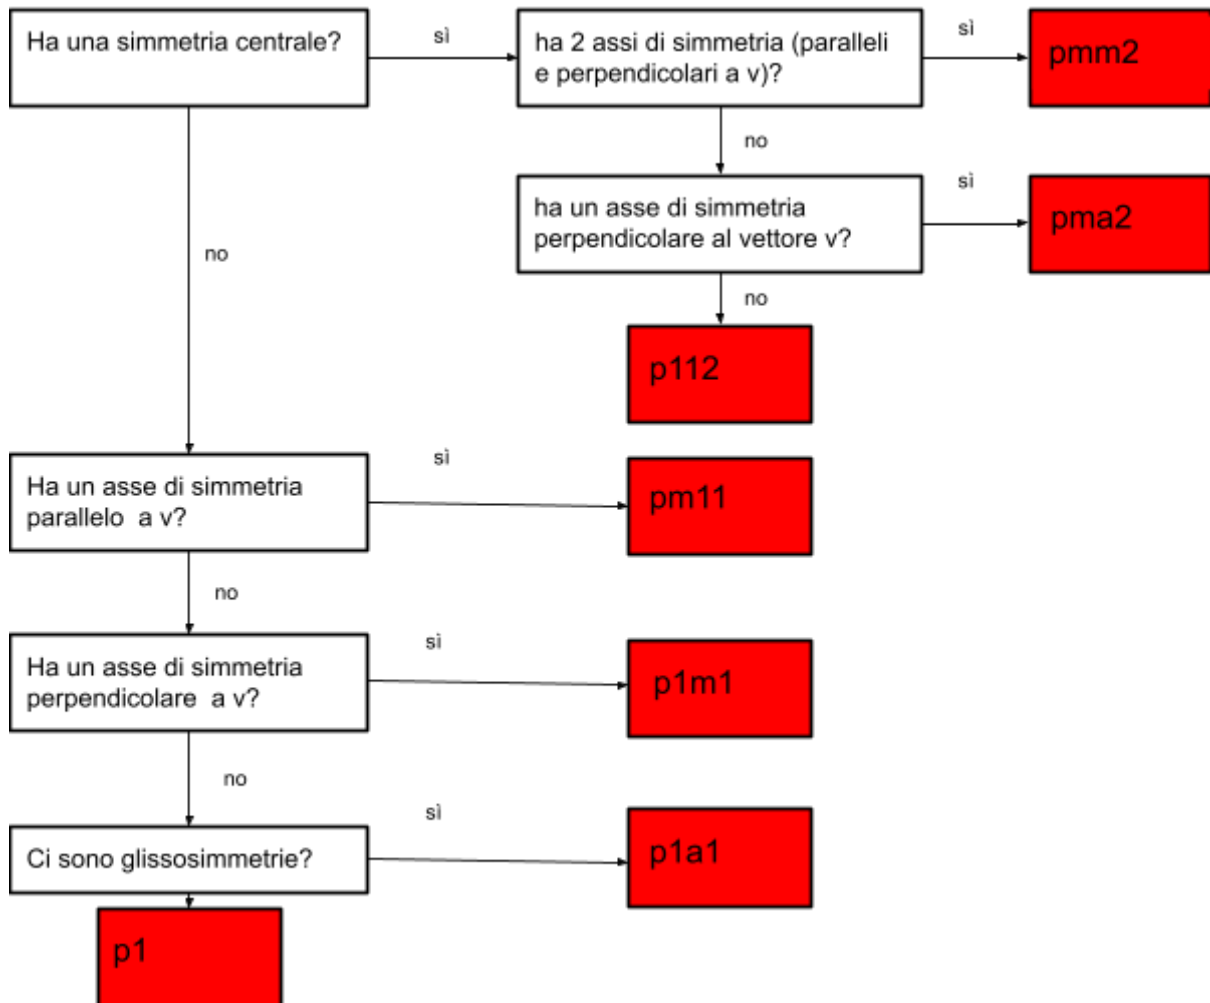 Ha una simmetria centrale?
sì
ha 2 assi di simmetria (paralleli
e perpendicolari a v)?
sì
pmm2
no
ha un asse di simmetria
perpendicolare al vettore v?
sì
pma2
no
p112
no
Ha un asse di simmetria
parallelo  a v?
sì
pm11
no
Ha un asse di simmetria
perpendicolare  a v?
sì
p1m1
no
Ci sono glissosimmetrie?
sì
p1a1
p1